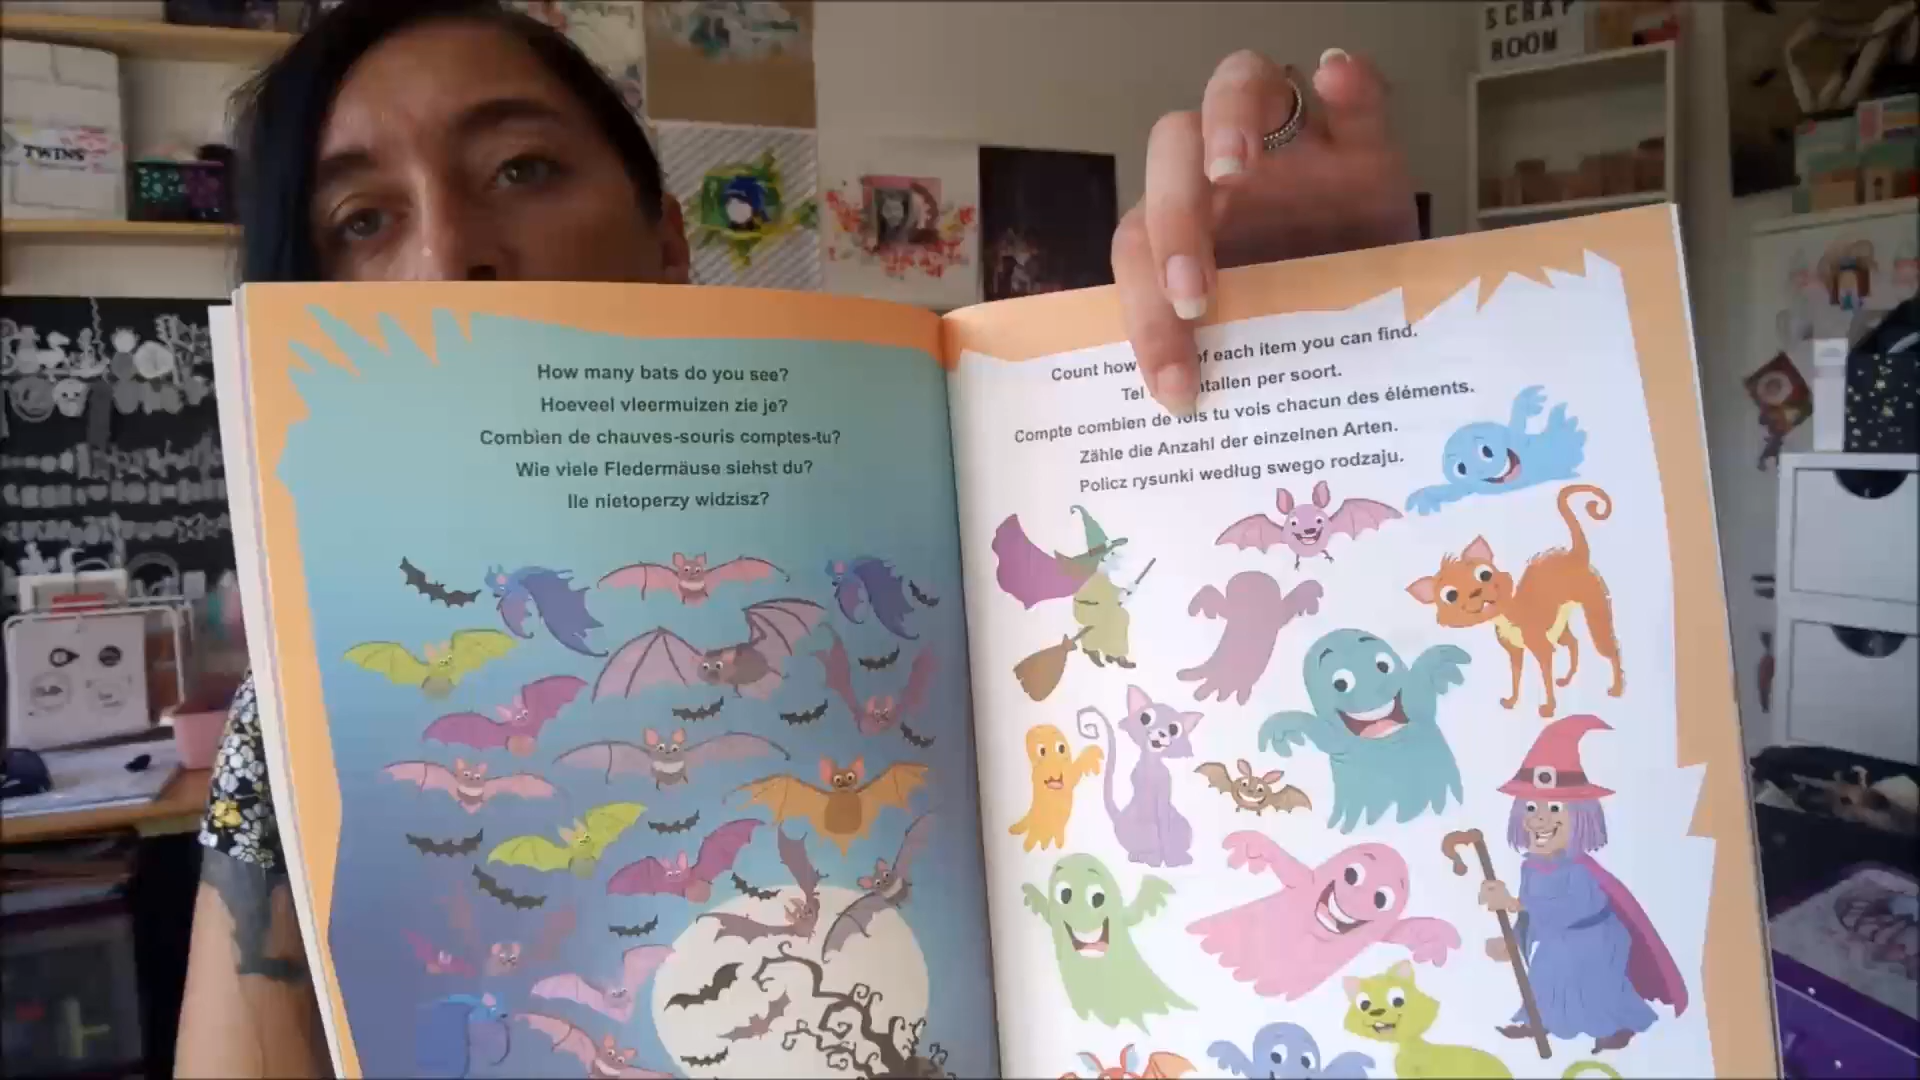 SCRAP
ROOM
TWINS
How many bats do you see?
Hoeveel vleermuizen zie je?
Combien de chauves-souris comptes-tu?
Wie viele Fledermäuse siehst du?
Ile nietoperzy widzisz?
Count how of each item you can find.
Tel ntallen per soort.
Compte combien de fois tu vois chacun des éléments.
Zähle die Anzahl der einzelnen Arten.
Policz rysunki według swego rodzaju.